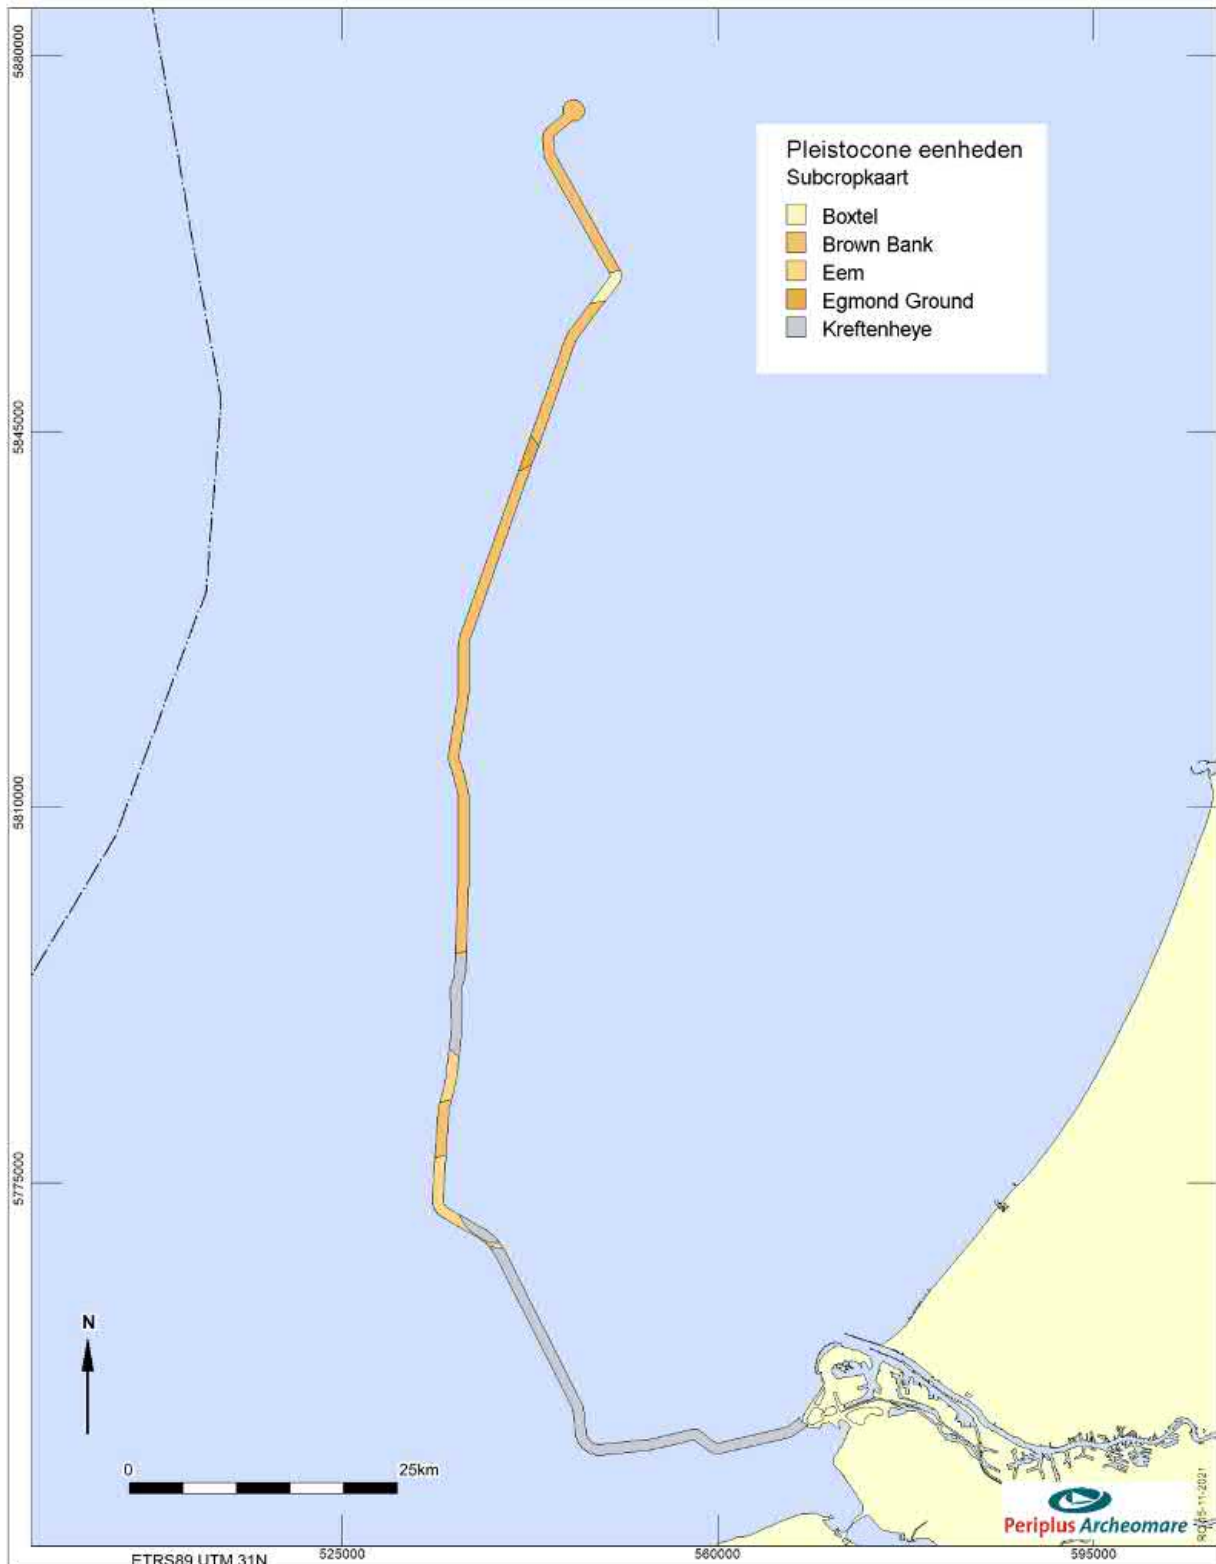 5880000
Pleistocone eenheden
Subcropkaart
Boxtel
Brown Bank
Eem
Egmond Ground
Kreftenheye
5845000
5810000
5775000
N
0 25km
Periplus Archeomare
ETRS89 UTM 31N
525000 560000 595000